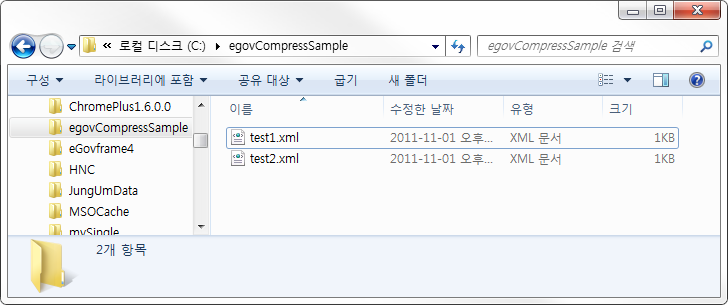 « 로컬 디스크 (C:) ▸ egovCompressSample
egovCompressSample 검색
구성 라이브러리에 포함 공유 대상 굽기 새 폴더
이름 수정한 날짜 유형 크기
ChromePlus1.6.0.0
egovCompressSample
eGovframe4
HNC
JungUmData
MSOCache
mySingle
test1.xml 2011-11-01 오후... XML 문서 1KB
test2.xml 2011-11-01 오후... XML 문서 1KB
2개 항목